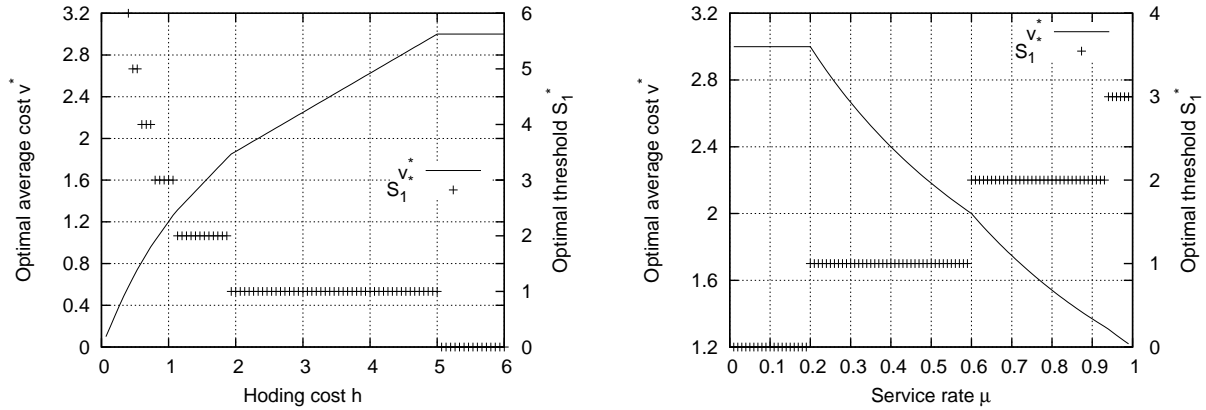 3.2
2.8
2.4
2
1.6
1.2
0.8
0.4
0
Optimal average cost v*
0 1 2 3 4 5 6
Hoding cost h
6
5
4
3
2
1
0
Optimal threshold S1*
v*
S1*
3.2
2.8
2.4
2
1.6
1.2
Optimal average cost v*
0 0.1 0.2 0.3 0.4 0.5 0.6 0.7 0.8 0.9 1
Service rate μ
4
3
2
1
0
Optimal threshold S1*
v*
S1*